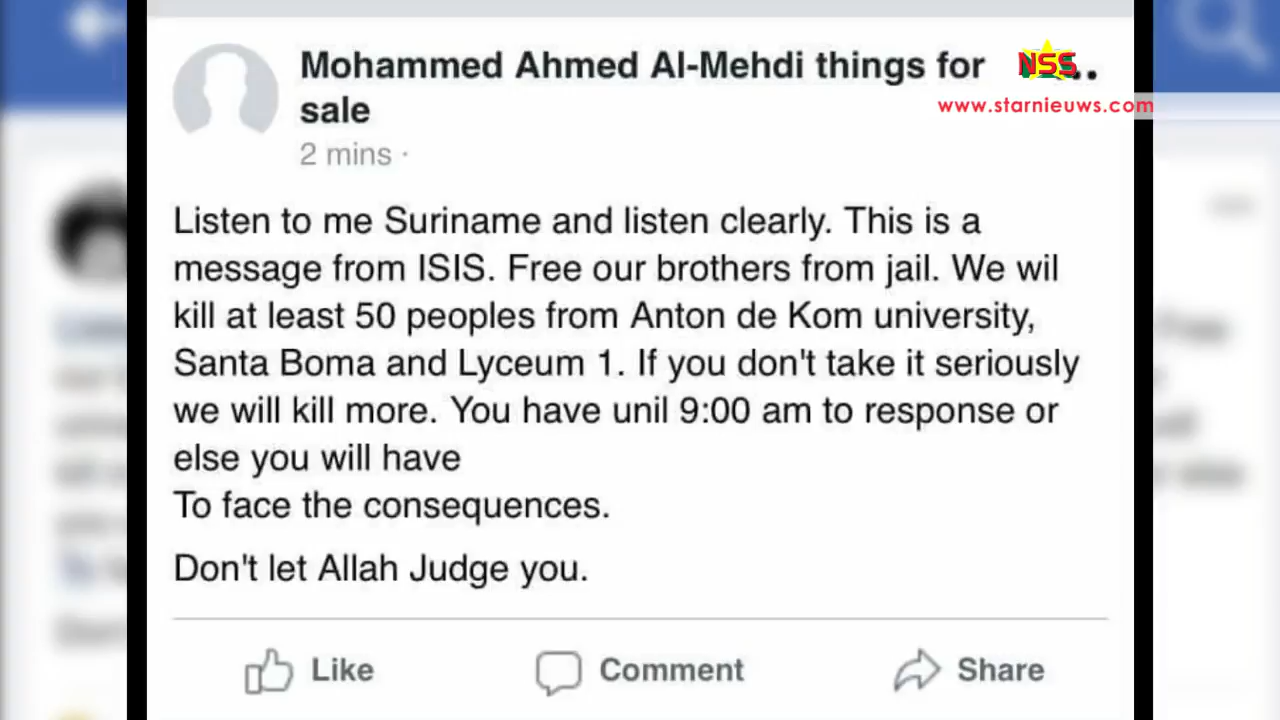 Mohammed Ahmed Al-Mehdi things for
sale
NSS
..
www.starnieuws.com
2 mins ·
Listen to me Suriname and listen clearly. This is a
message from ISIS. Free our brothers from jail. We wil
kill at least 50 peoples from Anton de Kom university,
Santa Boma and Lyceum 1. If you don't take it seriously
we will kill more. You have unil 9:00 am to response or
else you will have
To face the consequences.
Don't let Allah Judge you.
Like Comment Share